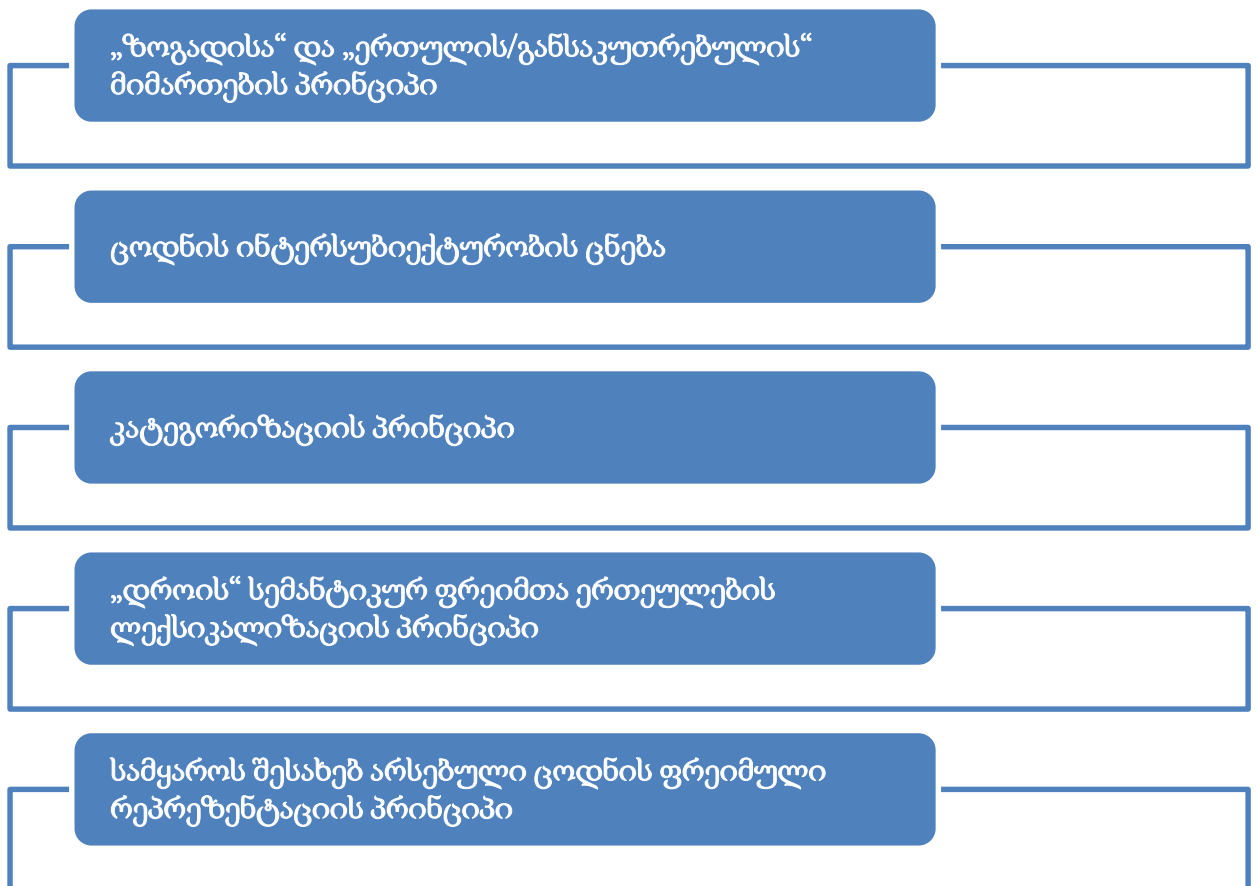 „ზოგადისა“ და „ერთულის/განსაკუთრებულის“
მიმართების პრინციპი
ცოდნის ინტერსუბიექტურობის ცნება
კატეგორიზაციის პრინციპი
„დროის“ სემანტიკურ ფრეიმთა ერთეულების
ლექსიკალიზაციის პრინციპი
სამყაროს შესახებ არსებული ცოდნის ფრეიმული
რეპრეზენტაციის პრინციპი